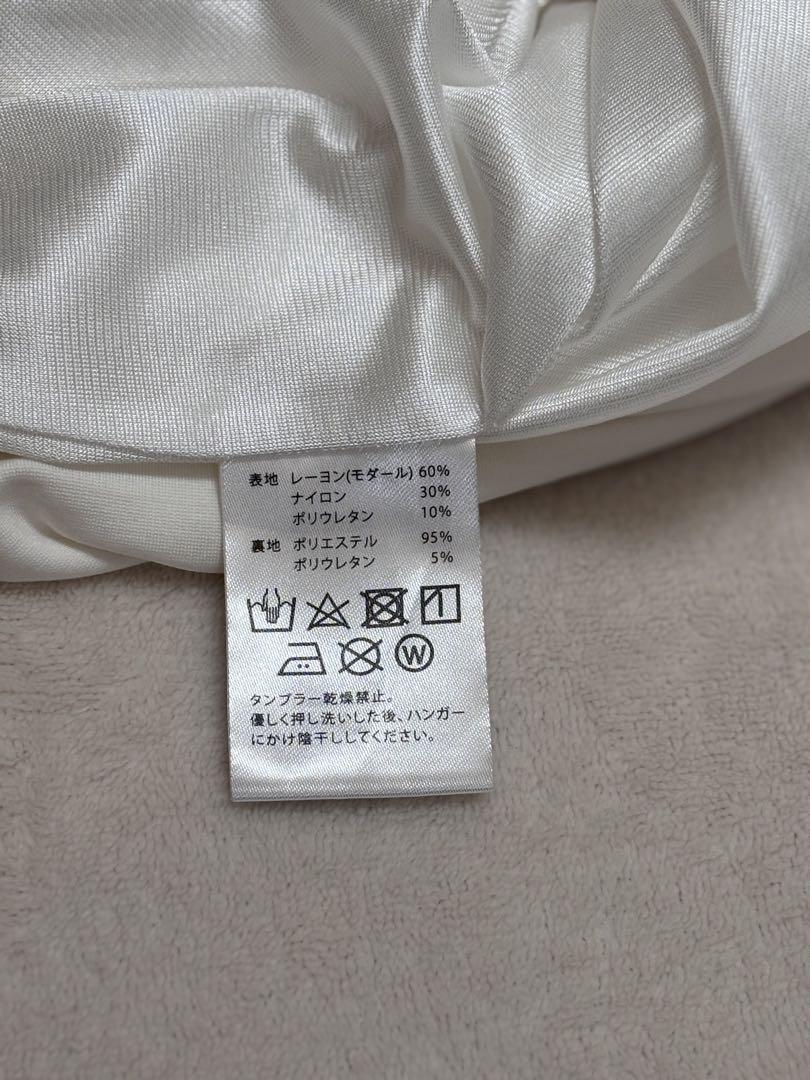 表地 レーヨン(モダール) 60%
ナイロン 30%
ポリウレタン 10%
裏地 ポリエステル 95%
ポリウレタン 5%
W
タンブラー乾燥禁止。
優しく押し洗いした後、ハンガー
にかけ陰干ししてください。